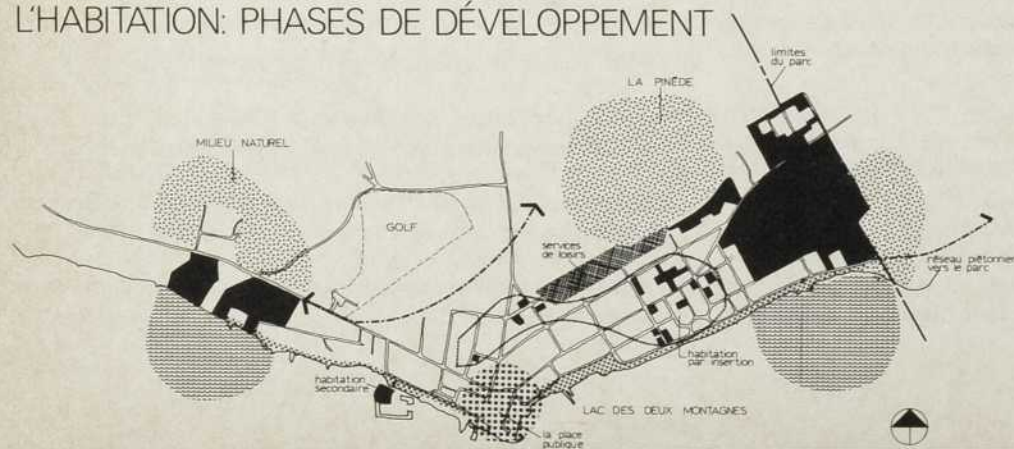 L'HABITATION: PHASES DE DÉVELOPPEMENT
limites
du parc
LA PINÈDE
MILIEU NATUREL
GOLF
services
de loisirs
réseau piétonnier
vers le parc
habitation
par insertion
habitation
secondaire
LAC DES DEUX MONTAGNES
la place
publique